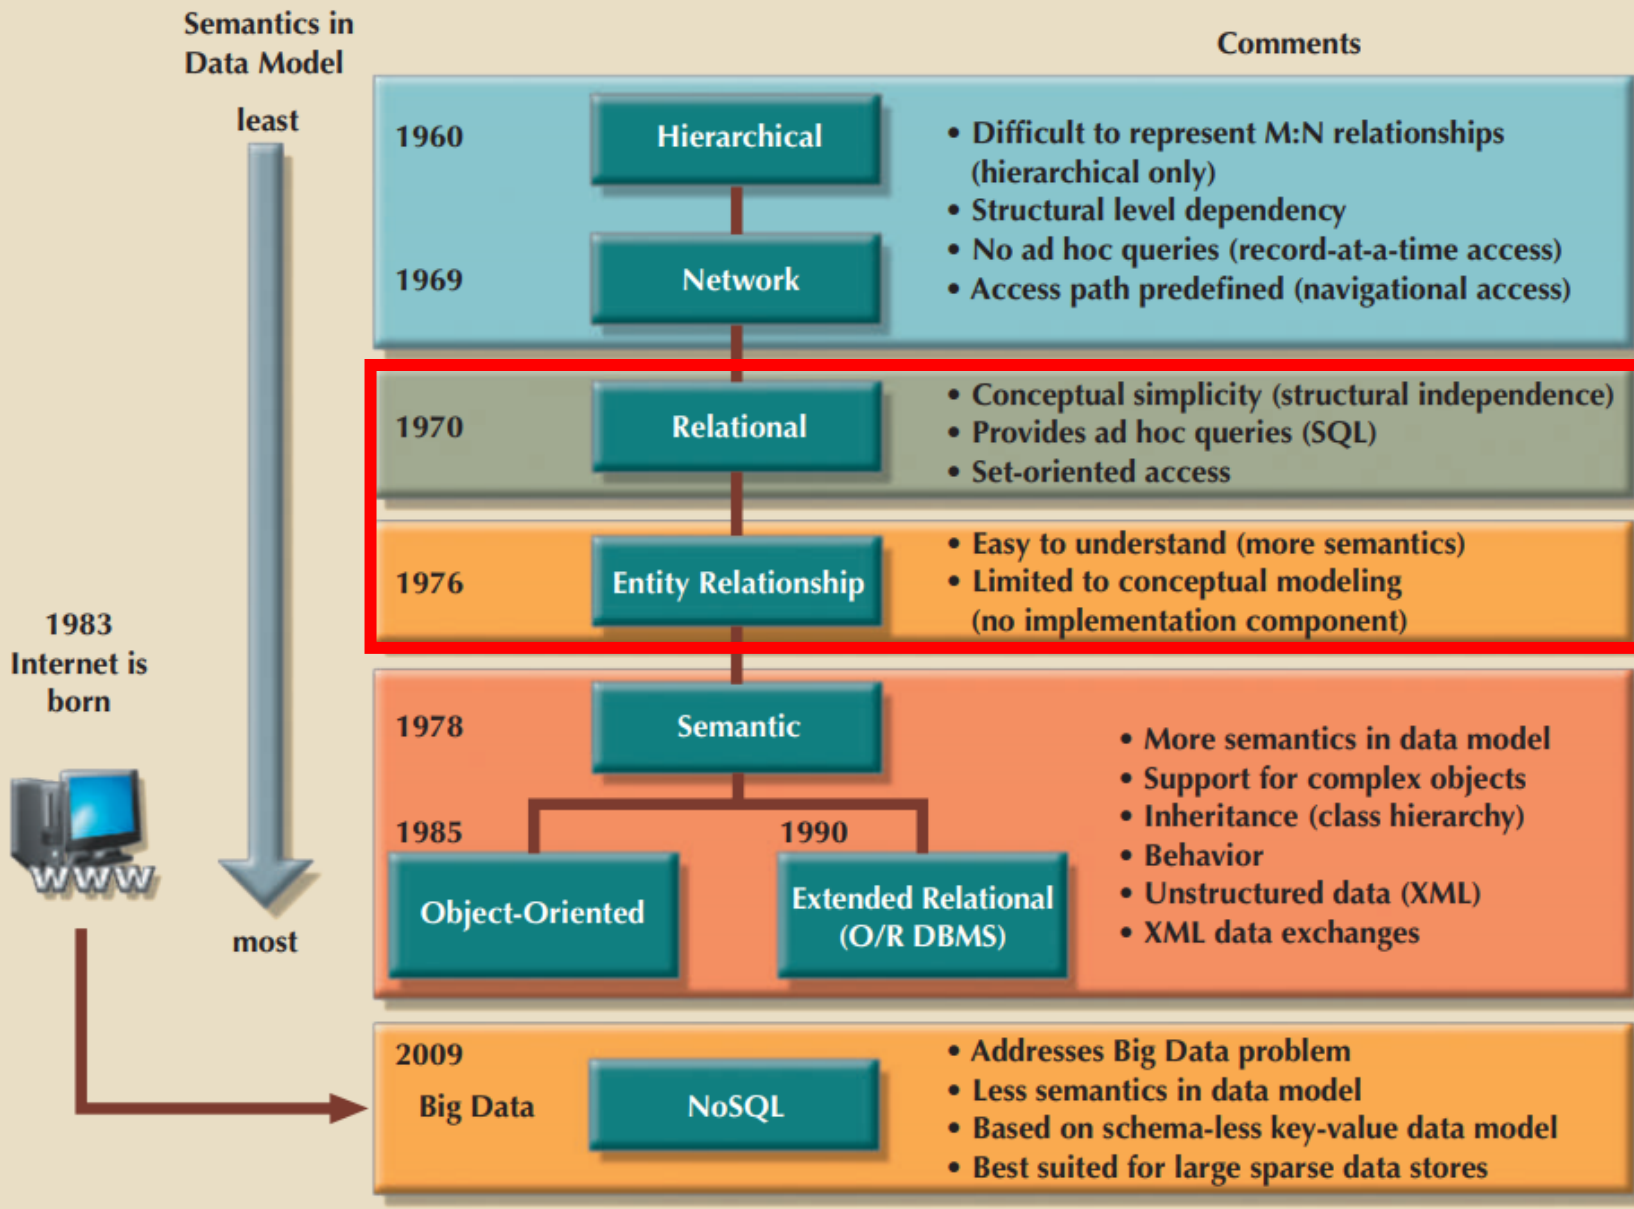 Semantics in
Data Model
Comments
least
1960
Hierarchical
• Difficult to represent M:N relationships
(hierarchical only)
• Structural level dependency
• No ad hoc queries (record-at-a-time access)
1969
Network
• Access path predefined (navigational access)
1970
Relational
• Conceptual simplicity (structural independence)
• Provides ad hoc queries (SQL)
• Set-oriented access
1976
Entity Relationship
• Easy to understand (more semantics)
• Limited to conceptual modeling
(no implementation component)
1983
Internet is
born
WWW
1978
Semantic
1985
1990
Object-Oriented
Extended Relational
(O/R DBMS)
• More semantics in data model
• Support for complex objects
• Inheritance (class hierarchy)
• Behavior
• Unstructured data (XML)
• XML data exchanges
most
2009
Big Data
NoSQL
• Addresses Big Data problem
• Less semantics in data model
• Based on schema-less key-value data model
• Best suited for large sparse data stores